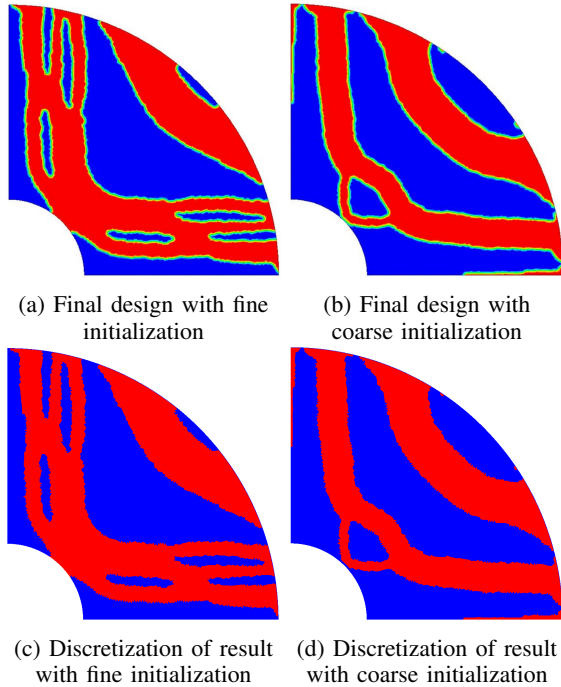 (a) Final design with fine
initialization
(b) Final design with
coarse initialization
(c) Discretization of result
with fine initialization
(d) Discretization of result
with coarse initialization